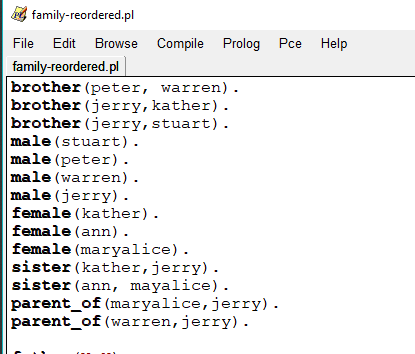 family-reordered.pl
File Edit Browse Compile Prolog Pce Help
family-reordered.pl
brother(peter, warren).
brother(jerry,kather).
brother(jerry,stuart).
male(stuart).
male(peter).
male(warren).
male(jerry).
female(kather).
female(ann).
female(maryalice).
sister(kather,jerry).
sister(ann, mayalice).
parent_of(maryalice,jerry).
parent_of(warren,jerry).